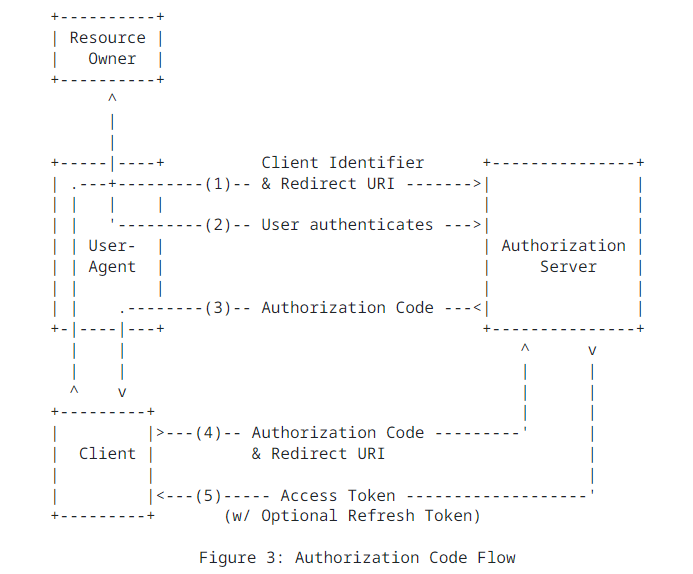 Resource
Owner
Client Identifier
(1) & Redirect URI
(2) User authenticates
User-
Agent
Authorization
Server
(3) Authorization Code
(4) Authorization Code
Client
& Redirect URI
(5) Access Token
(w/ Optional Refresh Token)
Figure 3: Authorization Code Flow